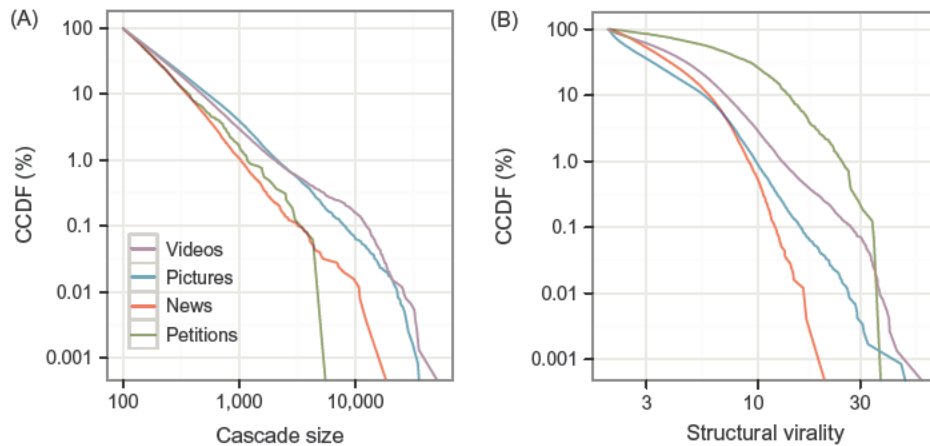 (A)
CCDF (%)
100
10
1.0
0.1
0.01
0.001
Videos
Pictures
News
Petitions
100 1,000 10,000
Cascade size
(B)
CCDF (%)
100
10
1.0
0.1
0.01
0.001
3 10 30
Structural virality